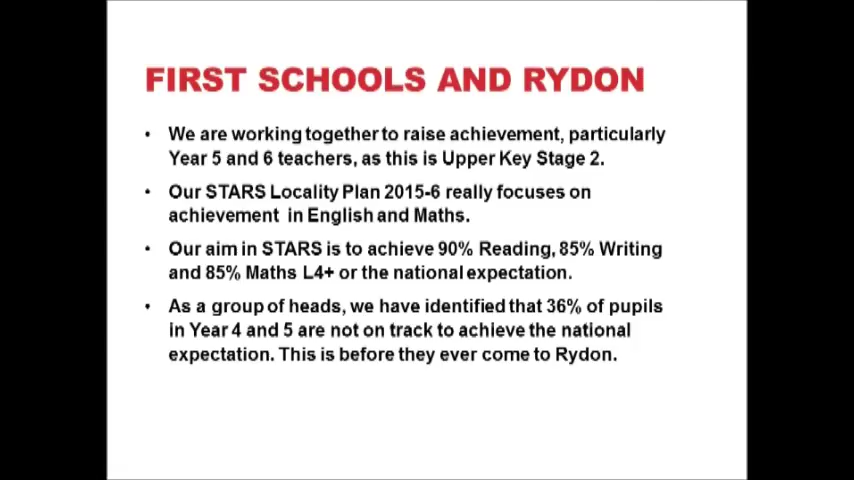 FIRST SCHOOLS AND RYDON
• We are working together to raise achievement, particularly
Year 5 and 6 teachers, as this is Upper Key Stage 2.
• Our STARS Locality Plan 2015-6 really focuses on
achievement in English and Maths.
• Our aim in STARS is to achieve 90% Reading, 85% Writing
and 85% Maths L4+ or the national expectation.
• As a group of heads, we have identified that 36% of pupils
in Year 4 and 5 are not on track to achieve the national
expectation. This is before they ever come to Rydon.